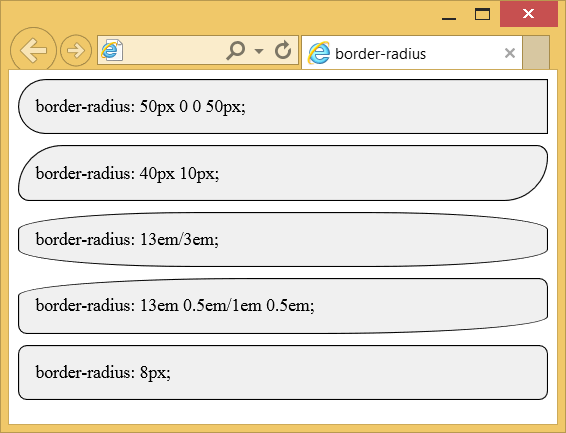 border-radius
border-radius: 50px 0 0 50px;
border-radius: 40px 10px;
border-radius: 13em/3em;
border-radius: 13em 0.5em/1em 0.5em;
border-radius: 8px;